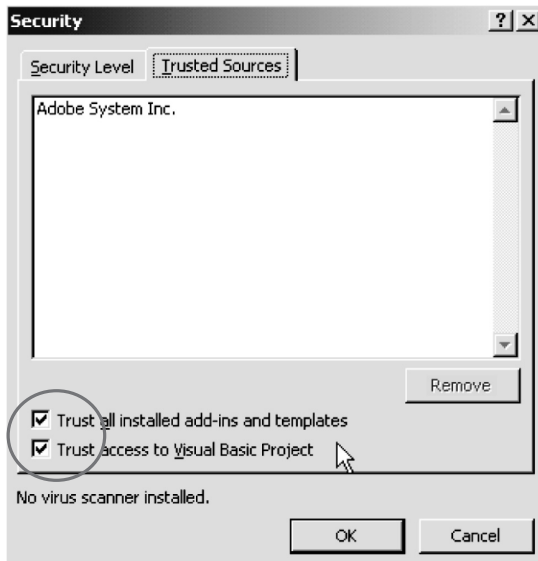 Security
Security Level Trusted Sources
Adobe System Inc.
Remove
Trust all installed add-ins and templates
Trust access to Visual Basic Project
No virus scanner installed.
OK Cancel